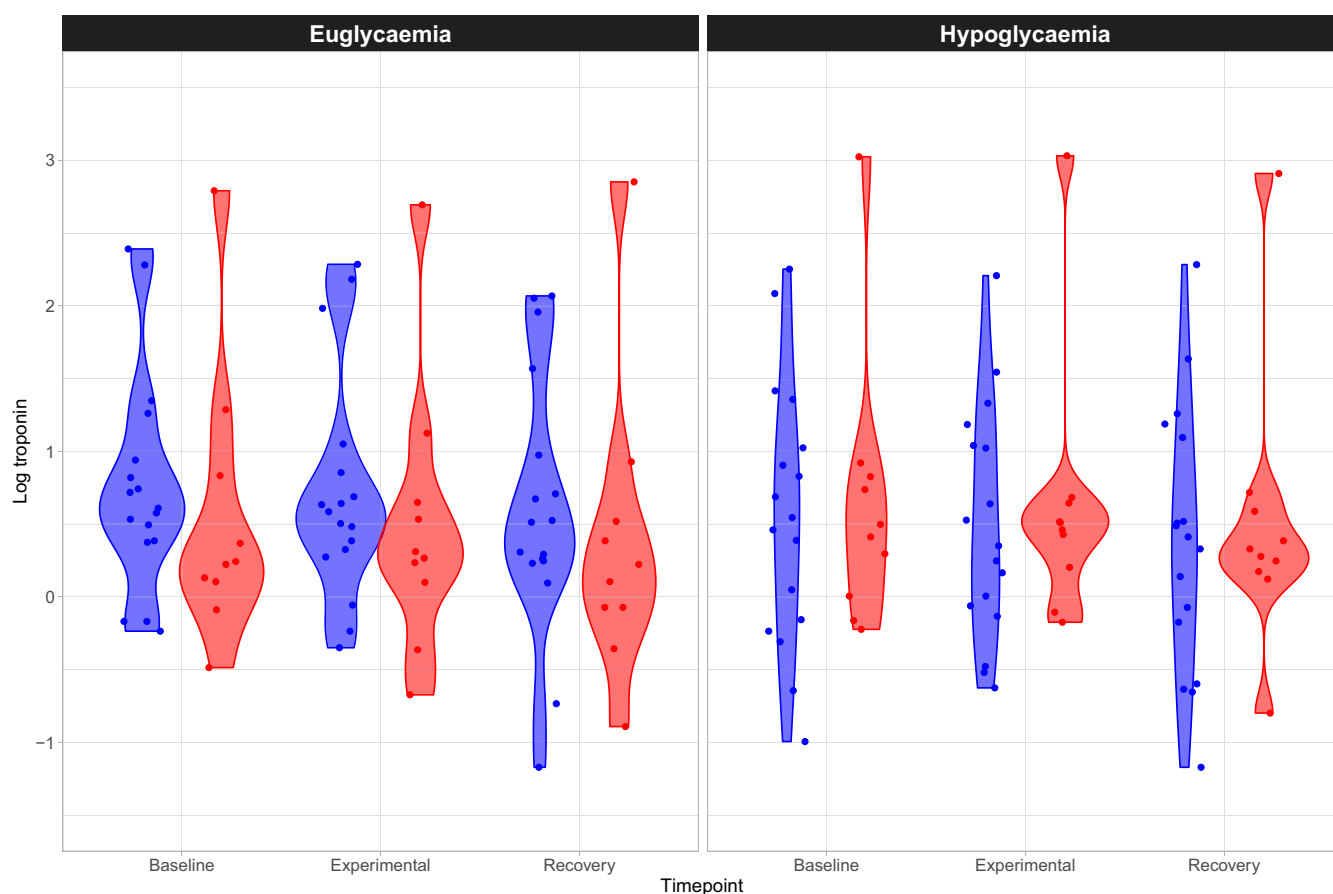 Euglycaemia
Hypoglycaemia
Log troponin
3
2
1
0
−1
Baseline
Experimental
Recovery
Baseline
Experimental
Recovery
Timepoint